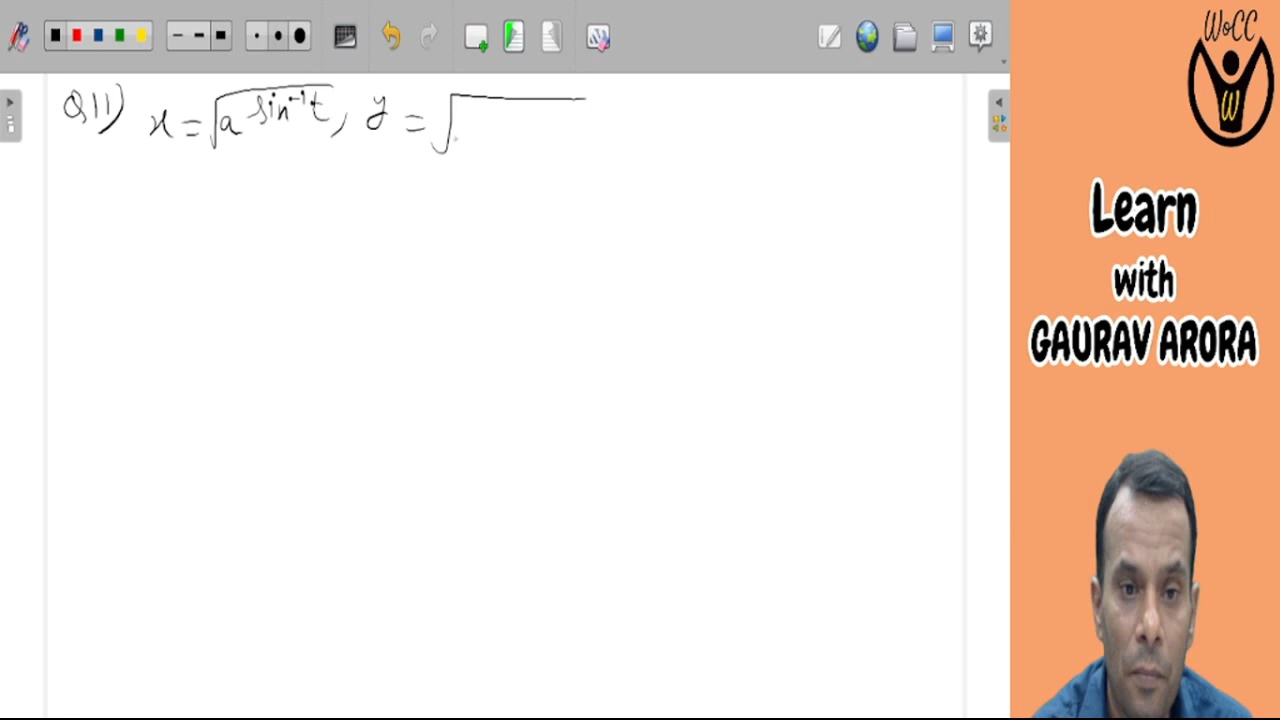 Q11) x = √a^sin⁻¹t, y = √
WoCC
W
Learn
with
GAURAV ARORA